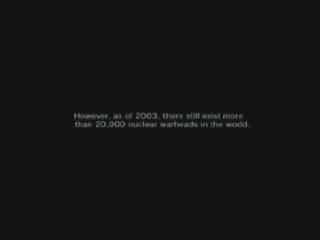 However, as of 2003, there still exist more
than 20,000 nuclear warheads in the world.